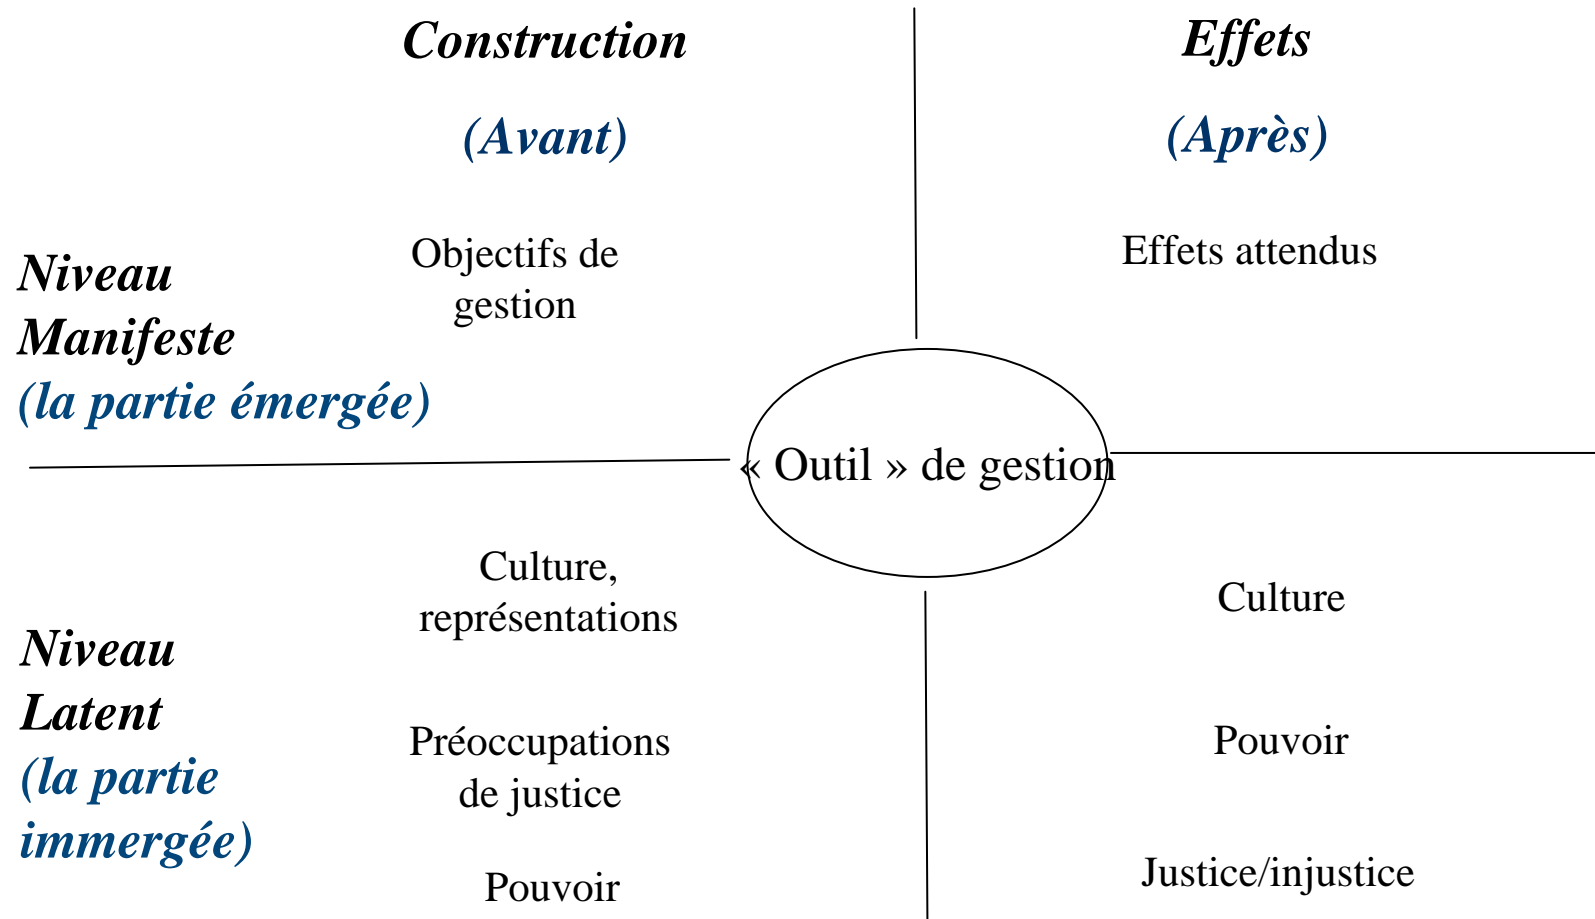 Construction
(Avant)
Effets
(Après)
Niveau
Manifeste
(la partie émergée)
Objectifs de
gestion
Effets attendus
« Outil » de gestion
Niveau
Latent
(la partie
immergée)
Culture,
représentations
Préoccupations
de justice
Pouvoir
Culture
Pouvoir
Justice/injustice